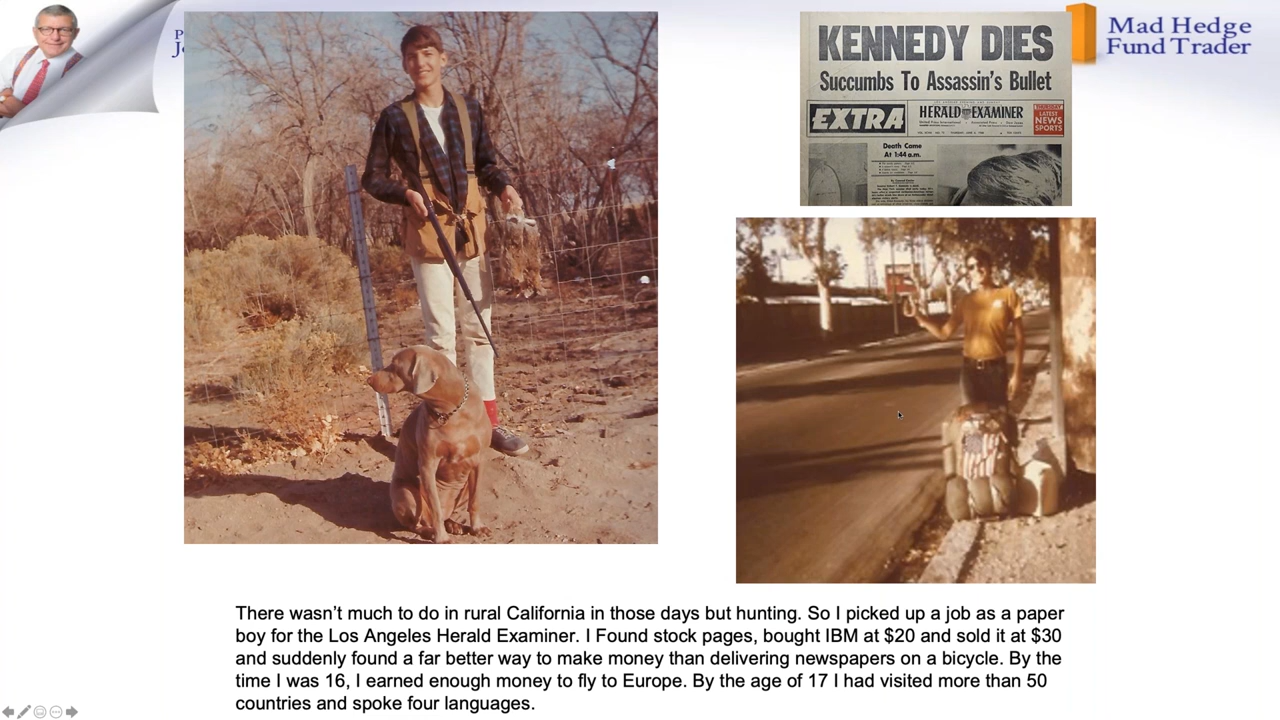 P
Jo
Mad Hedge
Fund Trader
KENNEDY DIES
Succumbs To Assassin's Bullet
EXTRA
HERALD EXAMINER
THURSDAY
LATEST
NEWS
SPORTS
Death Came
At 1:44 a.m.
There wasn’t much to do in rural California in those days but hunting. So I picked up a job as a paper
boy for the Los Angeles Herald Examiner. I Found stock pages, bought IBM at $20 and sold it at $30
and suddenly found a far better way to make money than delivering newspapers on a bicycle. By the
time I was 16, I earned enough money to fly to Europe. By the age of 17 I had visited more than 50
countries and spoke four languages.